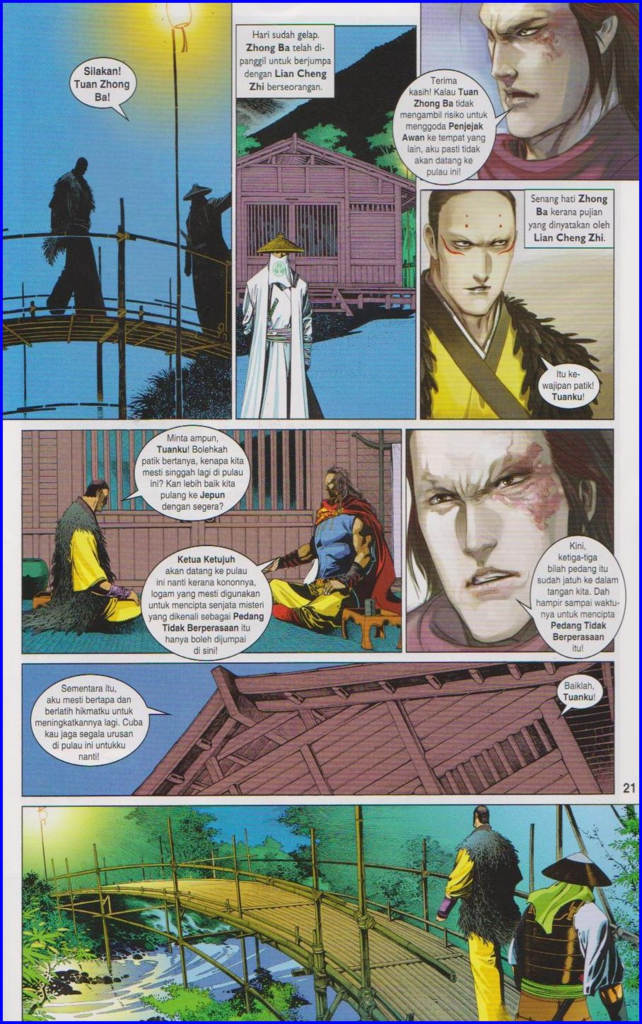 Silakan!
Tuan Zhong
Ba!
Hari sudah gelap.
Zhong Ba telah di-
panggil untuk berjumpa
dengan Lian Cheng
Zhi berseorangan.
Terima
kasih! Kalau Tuan
Zhong Ba tidak
mengambil risiko untuk
menggoda Penjejak
Awan ke tempat yang
lain, aku pasti tidak
akan datang ke
pulau ini!
Senang hati Zhong
Ba kerana pujian
yang dinyatakan oleh
Lian Cheng Zhi.
Itu ke-
wajipan patik!
Tuanku!
Minta ampun,
Tuanku! Bolehkah
patik bertanya, kenapa kita
mesti singgah lagi di pulau
ini? Kan lebih baik kita
pulang ke Jepun
dengan segera?
Ketua Ketujuh
akan datang ke pulau
ini nanti kerana kononnya,
logam yang mesti digunakan
untuk mencipta senjata misteri
yang dikenali sebagai Pedang
Tidak Berperasaan itu
hanya boleh dijumpai
di sini!
Kini,
ketiga-tiga
bilah pedang itu
sudah jatuh ke dalam
tangan kita. Dah
hampir sampai waktu-
nya untuk mencipta
Pedang Tidak
Berperasaan
itu!
Sementara itu,
aku mesti bertapa dan
berlatih hikmatku untuk
meningkatkannya lagi. Cuba
kau jaga segala urusan
di pulau ini untukku
nanti!
Baiklah,
Tuanku!
21